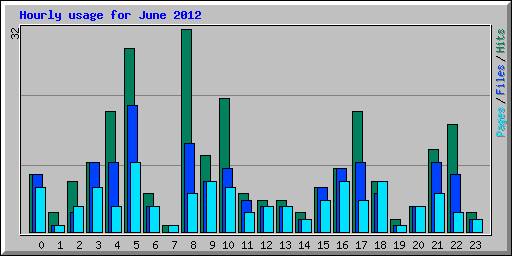 Hourly usage for June 2012
32
Pages/Files/Hits
0 1 2 3 4 5 6 7 8 9 10 11 12 13 14 15 16 17 18 19 20 21 22 23